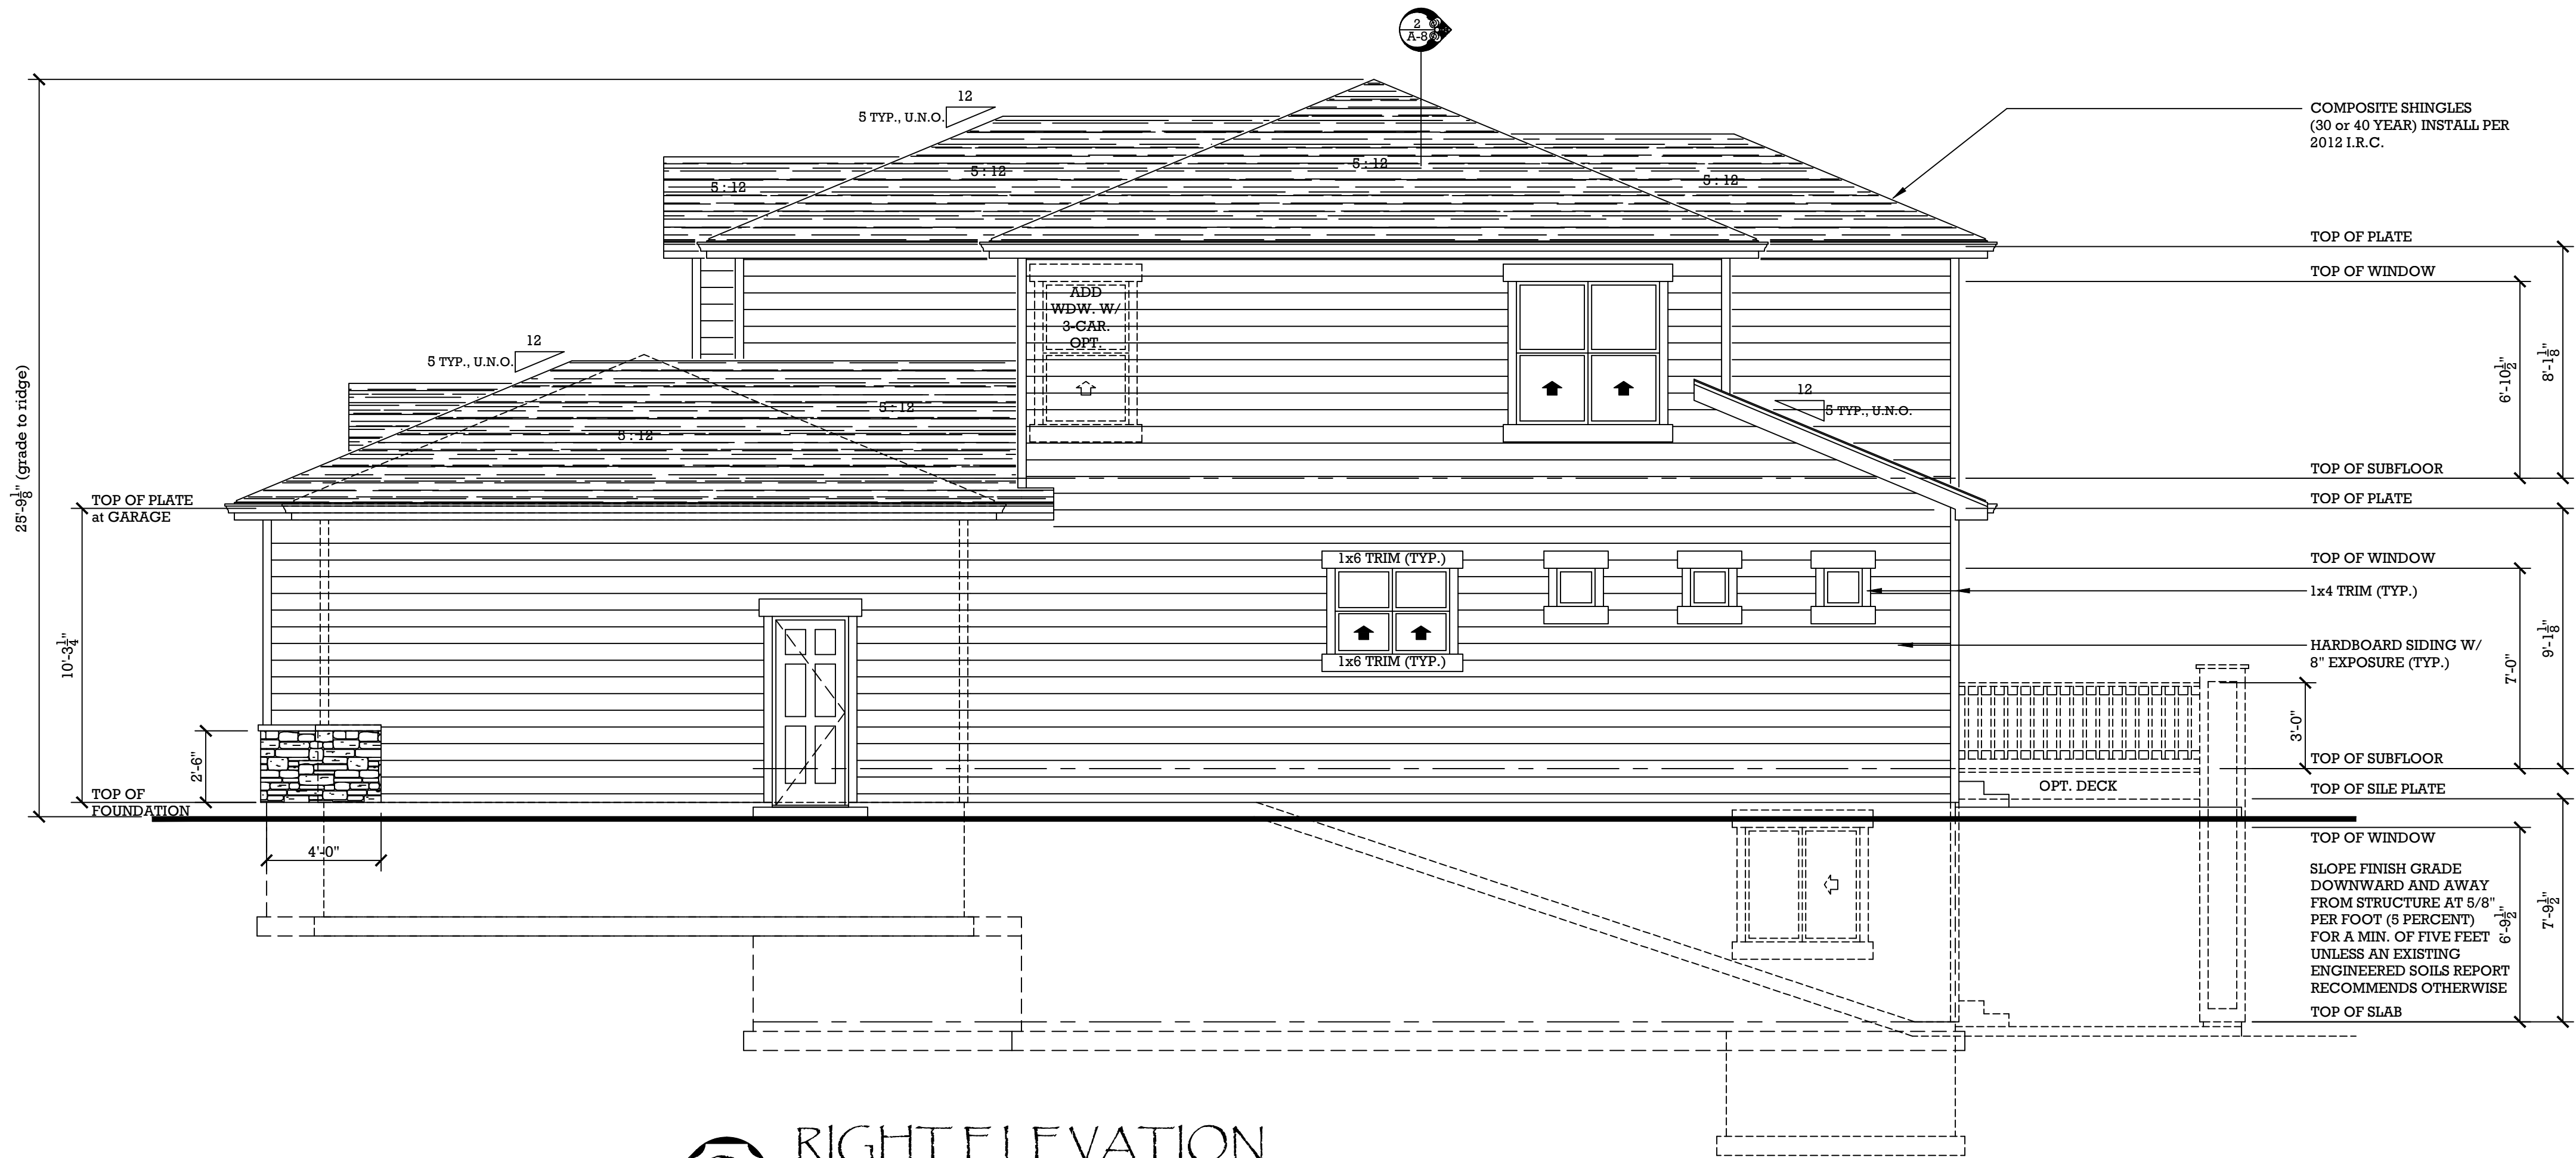 2
A-8
12
5 TYP., U.N.O.
COMPOSITE SHINGLES
(30 or 40 YEAR) INSTALL PER
2012 I.R.C.
5 : 12
5 : 12
5 : 12
5 : 12
TOP OF PLATE
TOP OF WINDOW
ADD
WDW. W/
3-CAR.
OPT.
12
5 TYP., U.N.O.
6'-10 1/2"
8'-1 1/8"
12
5 TYP., U.N.O.
5 : 12
5 : 12
25'-9 1/8" (grade to ridge)
TOP OF SUBFLOOR
TOP OF PLATE
TOP OF PLATE
at GARAGE
1x6 TRIM (TYP.)
TOP OF WINDOW
1x4 TRIM (TYP.)
10'-3 1/4"
HARDBOARD SIDING W/
8" EXPOSURE (TYP.)
1x6 TRIM (TYP.)
7'-0"
9'-1 1/8"
3'-0"
2'-6"
TOP OF SUBFLOOR
OPT. DECK
TOP OF SILE PLATE
TOP OF
FOUNDATION
4'-0"
TOP OF WINDOW
SLOPE FINISH GRADE
DOWNWARD AND AWAY
FROM STRUCTURE AT 5/8"
PER FOOT (5 PERCENT)
FOR A MIN. OF FIVE FEET
UNLESS AN EXISTING
ENGINEERED SOILS REPORT
RECOMMENDS OTHERWISE
6'-9 1/2"
7'-9 1/2"
TOP OF SLAB
RIGHT ELEVATION